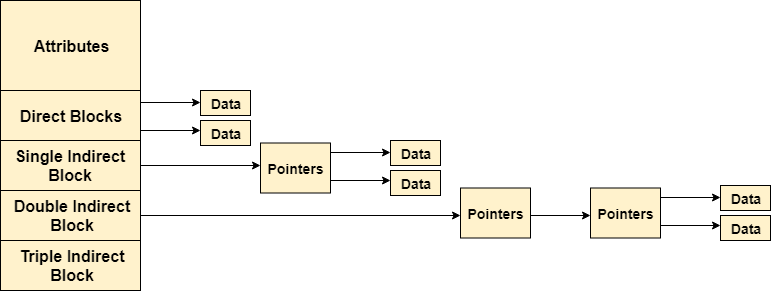 Attributes
Direct Blocks
Data
Data
Single Indirect
Block
Pointers
Data
Data
Double Indirect
Block
Pointers
Pointers
Data
Data
Triple Indirect
Block